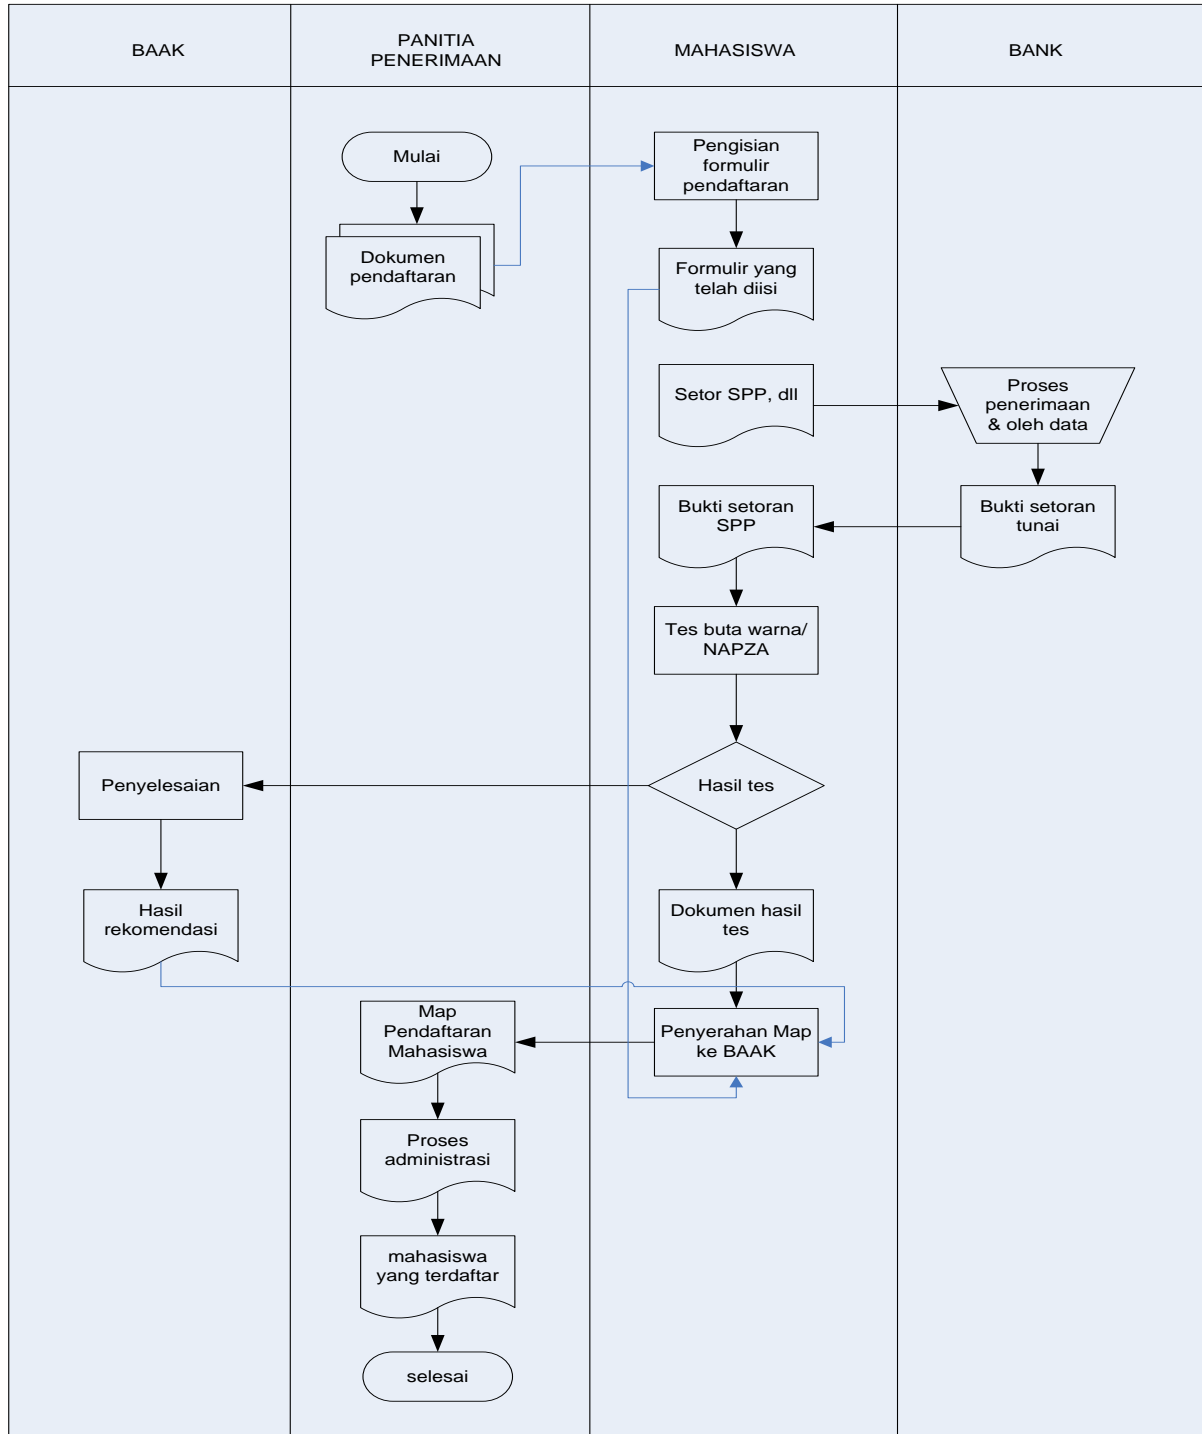 BAAK
PANITIA
PENERIMAAN
MAHASISWA
BANK
Mulai
Pengisian
formulir
pendaftaran
Dokumen
pendaftaran
Formulir yang
telah diisi
Setor SPP, dll
Proses
penerimaan
& oleh data
Bukti setoran
SPP
Bukti setoran
tunai
Tes buta warna/
NAPZA
Penyelesaian
Hasil tes
Hasil
rekomendasi
Dokumen hasil
tes
Map
Pendaftaran
Mahasiswa
Penyerahan Map
ke BAAK
Proses
administrasi
mahasiswa
yang terdaftar
selesai